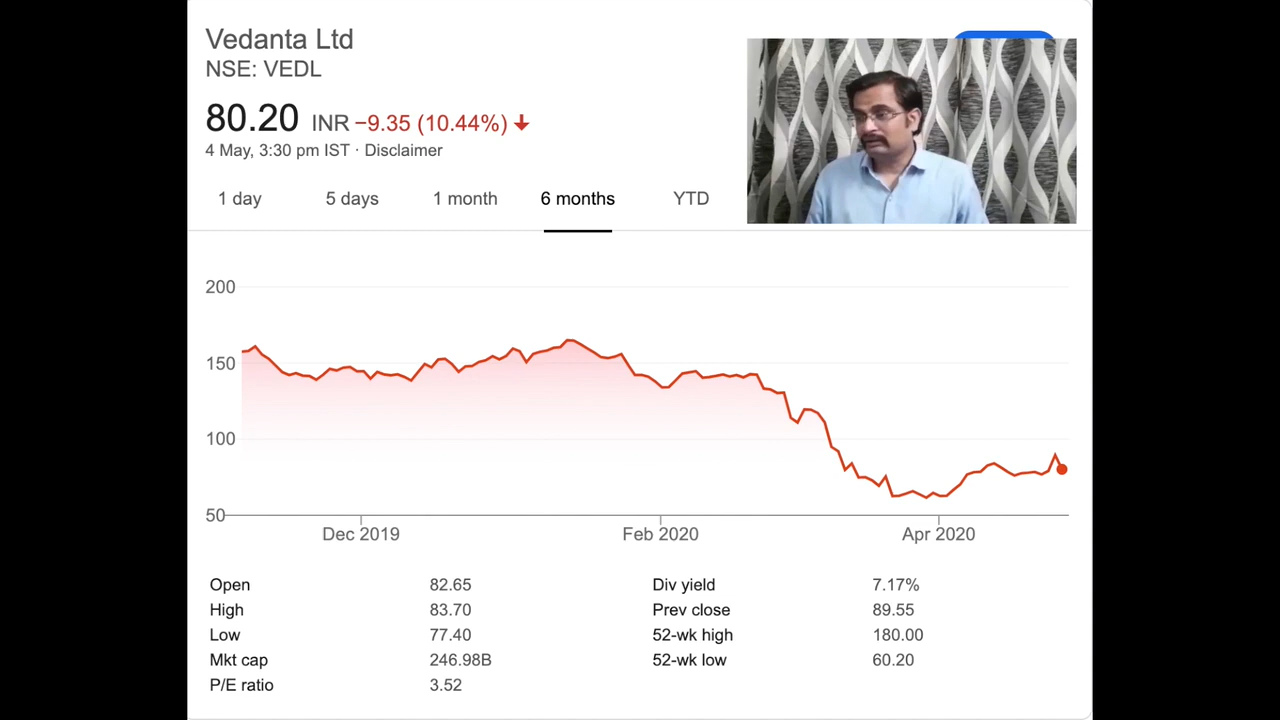 Vedanta Ltd
NSE: VEDL
80.20 INR −9.35 (10.44%)
4 May, 3:30 pm IST · Disclaimer
1 day 5 days 1 month 6 months YTD
200
150
100
50
Dec 2019 Feb 2020 Apr 2020
Open 82.65 Div yield 7.17%
High 83.70 Prev close 89.55
Low 77.40 52-wk high 180.00
Mkt cap 246.98B 52-wk low 60.20
P/E ratio 3.52